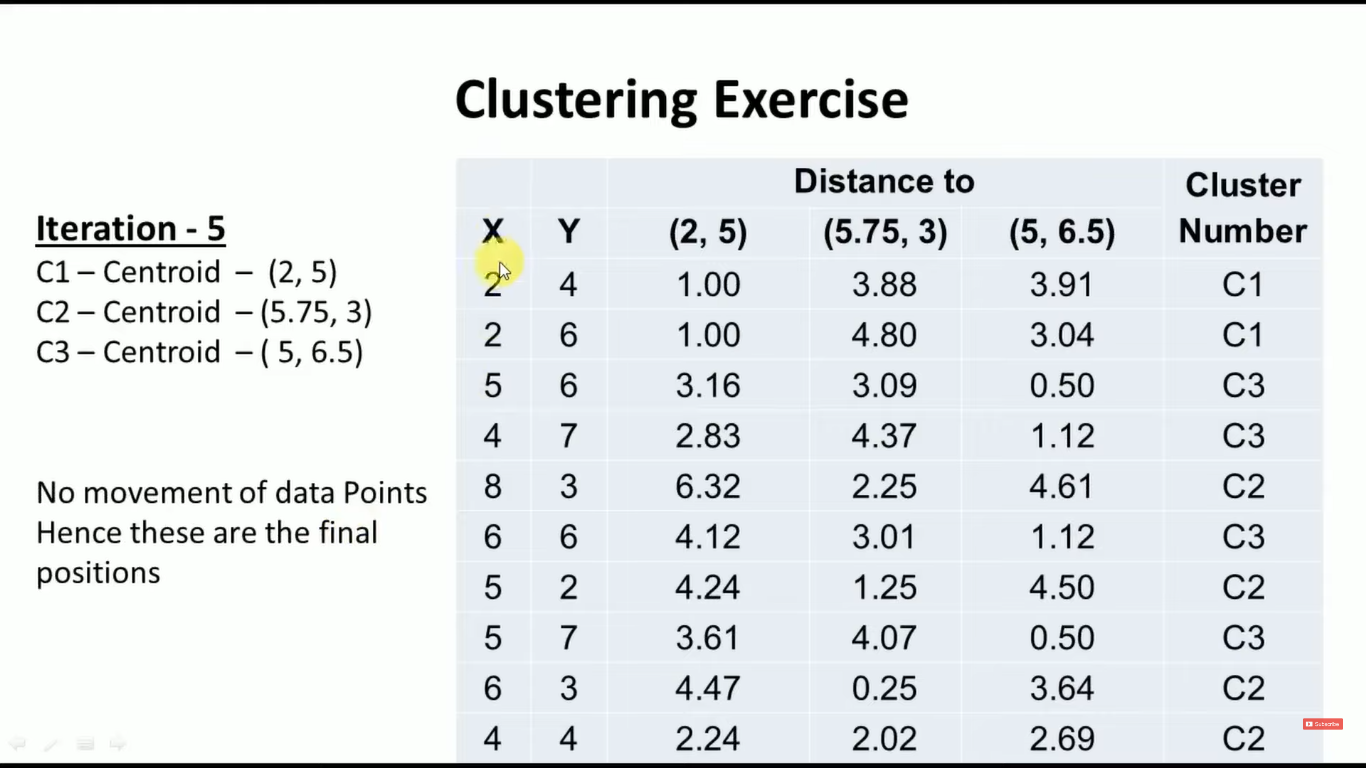 Clustering Exercise
Iteration - 5
C1 – Centroid – (2, 5)
C2 – Centroid – (5.75, 3)
C3 – Centroid – ( 5, 6.5)
No movement of data Points
Hence these are the final
positions
Distance to
Cluster Number
X Y (2, 5) (5.75, 3) (5, 6.5)
2 4 1.00 3.88 3.91 C1
2 6 1.00 4.80 3.04 C1
5 6 3.16 3.09 0.50 C3
4 7 2.83 4.37 1.12 C3
8 3 6.32 2.25 4.61 C2
6 6 4.12 3.01 1.12 C3
5 2 4.24 1.25 4.50 C2
5 7 3.61 4.07 0.50 C3
6 3 4.47 0.25 3.64 C2
4 4 2.24 2.02 2.69 C2
Subscribe